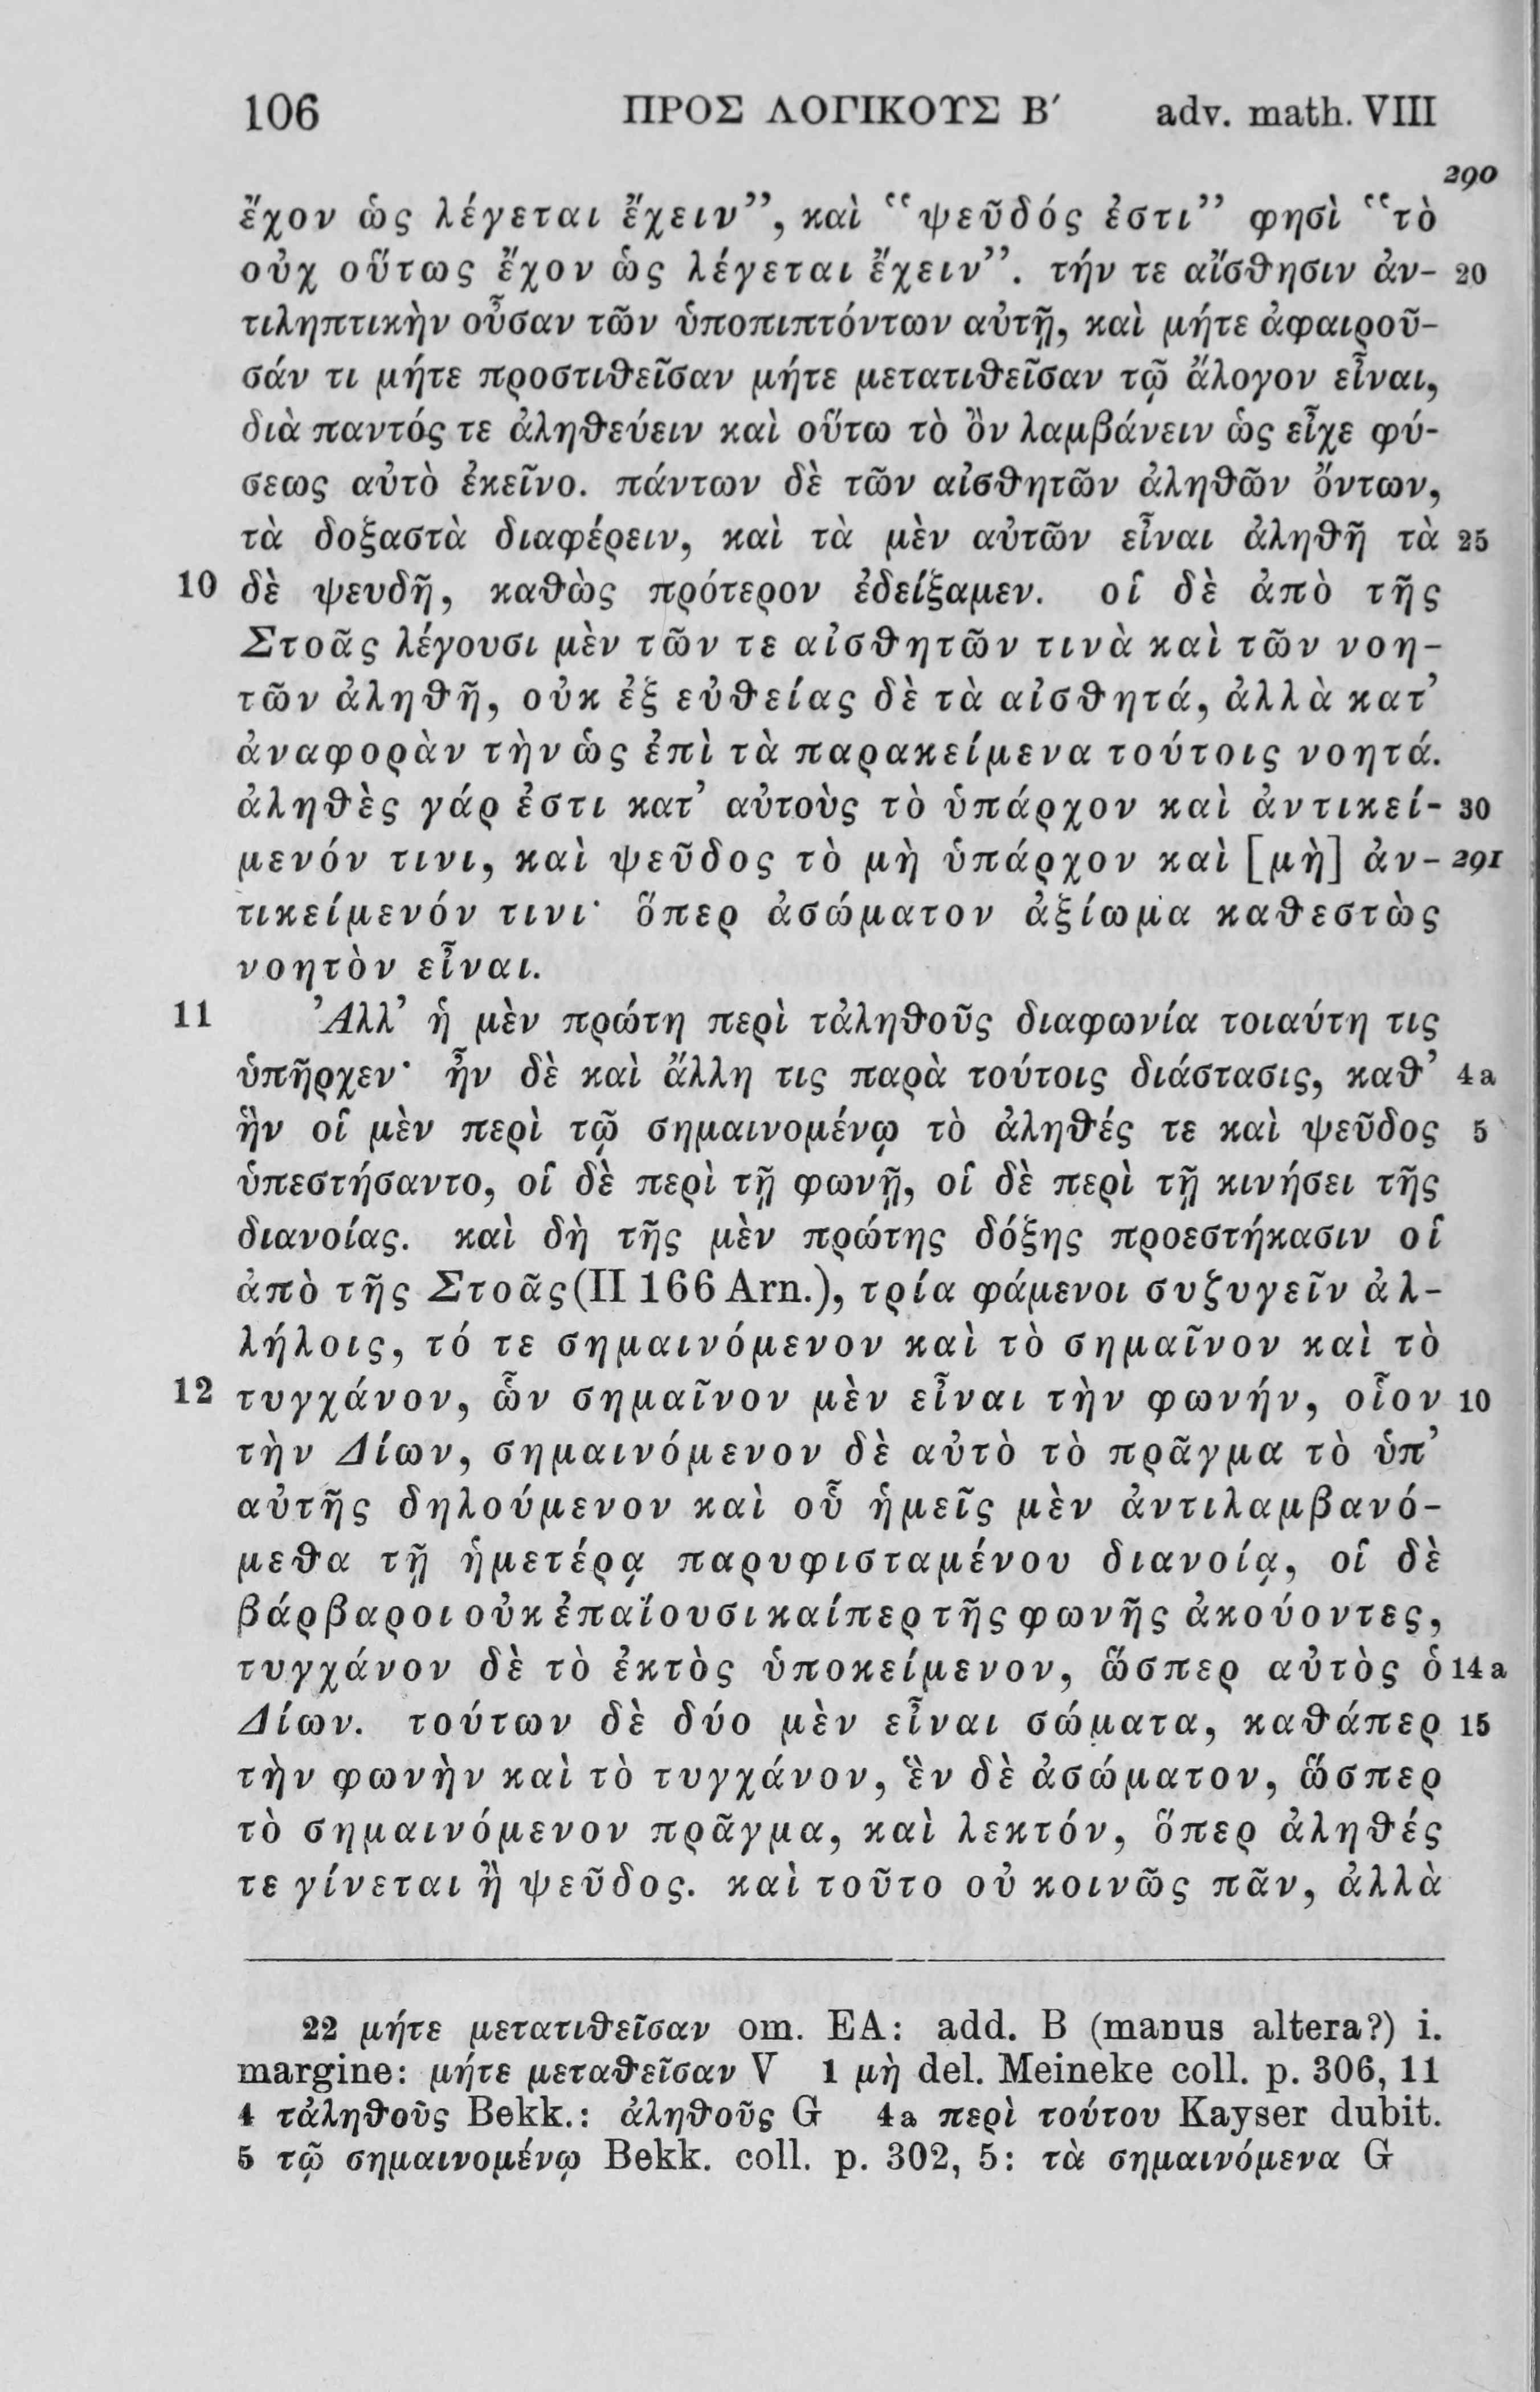 106 ΠΡΟΣ ΛΟΓΙΚΟΥΣ Β′ adv. math. VIII
290
ἔχον ὡς λέγεται ἔχειν”, καὶ “ψεῦδός ἐστι” φησὶ “τὸ
οὐχ οὕτως ἔχον ὡς λέγεται ἔχειν”. τήν τε αἴσθησιν ἀν- 20
τιληπτικὴν οὖσαν τῶν ὑποπιπτόντων αὐτῇ, καὶ μήτε ἀφαιροῦ-
σάν τι μήτε προστιθεῖσαν μήτε μετατιθεῖσαν τῷ ἄλογον εἶναι,
διὰ παντός τε ἀληθεύειν καὶ οὕτω τὸ ὂν λαμβάνειν ὡς εἶχε φύ-
σεως αὐτὸ ἐκεῖνο. πάντων δὲ τῶν αἰσθητῶν ἀληθῶν ὄντων,
τὰ δοξαστὰ διαφέρειν, καὶ τὰ μὲν αὐτῶν εἶναι ἀληθῆ τὰ 25
10 δὲ ψευδῆ, καθὼς πρότερον ἐδείξαμεν. οἱ δὲ ἀπὸ τῆς
Στοᾶς λέγουσι μὲν τῶν τε αἰσθητῶν τινὰ καὶ τῶν νοη-
τῶν ἀληθῆ, οὐκ ἐξ εὐθείας δὲ τὰ αἰσθητά, ἀλλὰ κατ’
ἀναφορὰν τὴν ὡς ἐπὶ τὰ παρακείμενα τούτοις νοητά.
ἀληθὲς γάρ ἐστι κατ’ αὐτοὺς τὸ ὑπάρχον καὶ ἀντικεί- 30
μενόν τινι, καὶ ψεῦδος τὸ μὴ ὑπάρχον καὶ [μὴ] ἀν- 291
τικείμενόν τινι· ὅπερ ἀσώματον ἀξίωμα καθεστὼς
νοητὸν εἶναι.
11 Ἀλλ’ ἡ μὲν πρώτη περὶ τἀληθοῦς διαφωνία τοιαύτη τις
ὑπῆρχεν· ἦν δὲ καὶ ἄλλη τις παρὰ τούτοις διάστασις, καθ’ 4a
ἣν οἱ μὲν περὶ τῷ σημαινομένῳ τὸ ἀληθές τε καὶ ψεῦδος 5
ὑπεστήσαντο, οἱ δὲ περὶ τῇ φωνῇ, οἱ δὲ περὶ τῇ κινήσει τῆς
διανοίας. καὶ δὴ τῆς μὲν πρώτης δόξης προεστήκασιν οἱ
ἀπὸ τῆς Στοᾶς (II 166 Arn.), τρία φάμενοι συζυγεῖν ἀλ-
λήλοις, τό τε σημαινόμενον καὶ τὸ σημαῖνον καὶ τὸ
12 τυγχάνον, ὧν σημαῖνον μὲν εἶναι τὴν φωνήν, οἷον 10
τὴν Δίων, σημαινόμενον δὲ αὐτὸ τὸ πρᾶγμα τὸ ὑπ’
αὐτῆς δηλούμενον καὶ οὗ ἡμεῖς μὲν ἀντιλαμβανό-
μεθα τῇ ἡμετέρᾳ παρυφισταμένου διανοίᾳ, οἱ δὲ
βάρβαροι οὐκ ἐπαΐουσι καίπερ τῆς φωνῆς ἀκούοντες,
τυγχάνον δὲ τὸ ἐκτὸς ὑποκείμενον, ὥσπερ αὐτὸς ὁ 14a
Δίων. τούτων δὲ δύο μὲν εἶναι σώματα, καθάπερ 15
τὴν φωνὴν καὶ τὸ τυγχάνον, ἓν δὲ ἀσώματον, ὥσπερ
τὸ σημαινόμενον πρᾶγμα, καὶ λεκτόν, ὅπερ ἀληθές
τε γίνεται ἢ ψεῦδος. καὶ τοῦτο οὐ κοινῶς πᾶν, ἀλλὰ
22 μήτε μετατιθεῖσαν om. EA: add. B (manus altera?) i.
margine: μήτε μεταθεῖσαν V 1 μὴ del. Meineke coll. p. 306, 11
4 τἀληθοῦς Bekk.: ἀληθοῦς G 4a περὶ τούτου Kayser dubit.
5 τῷ σημαινομένῳ Bekk. coll. p. 302, 5: τὰ σημαινόμενα G